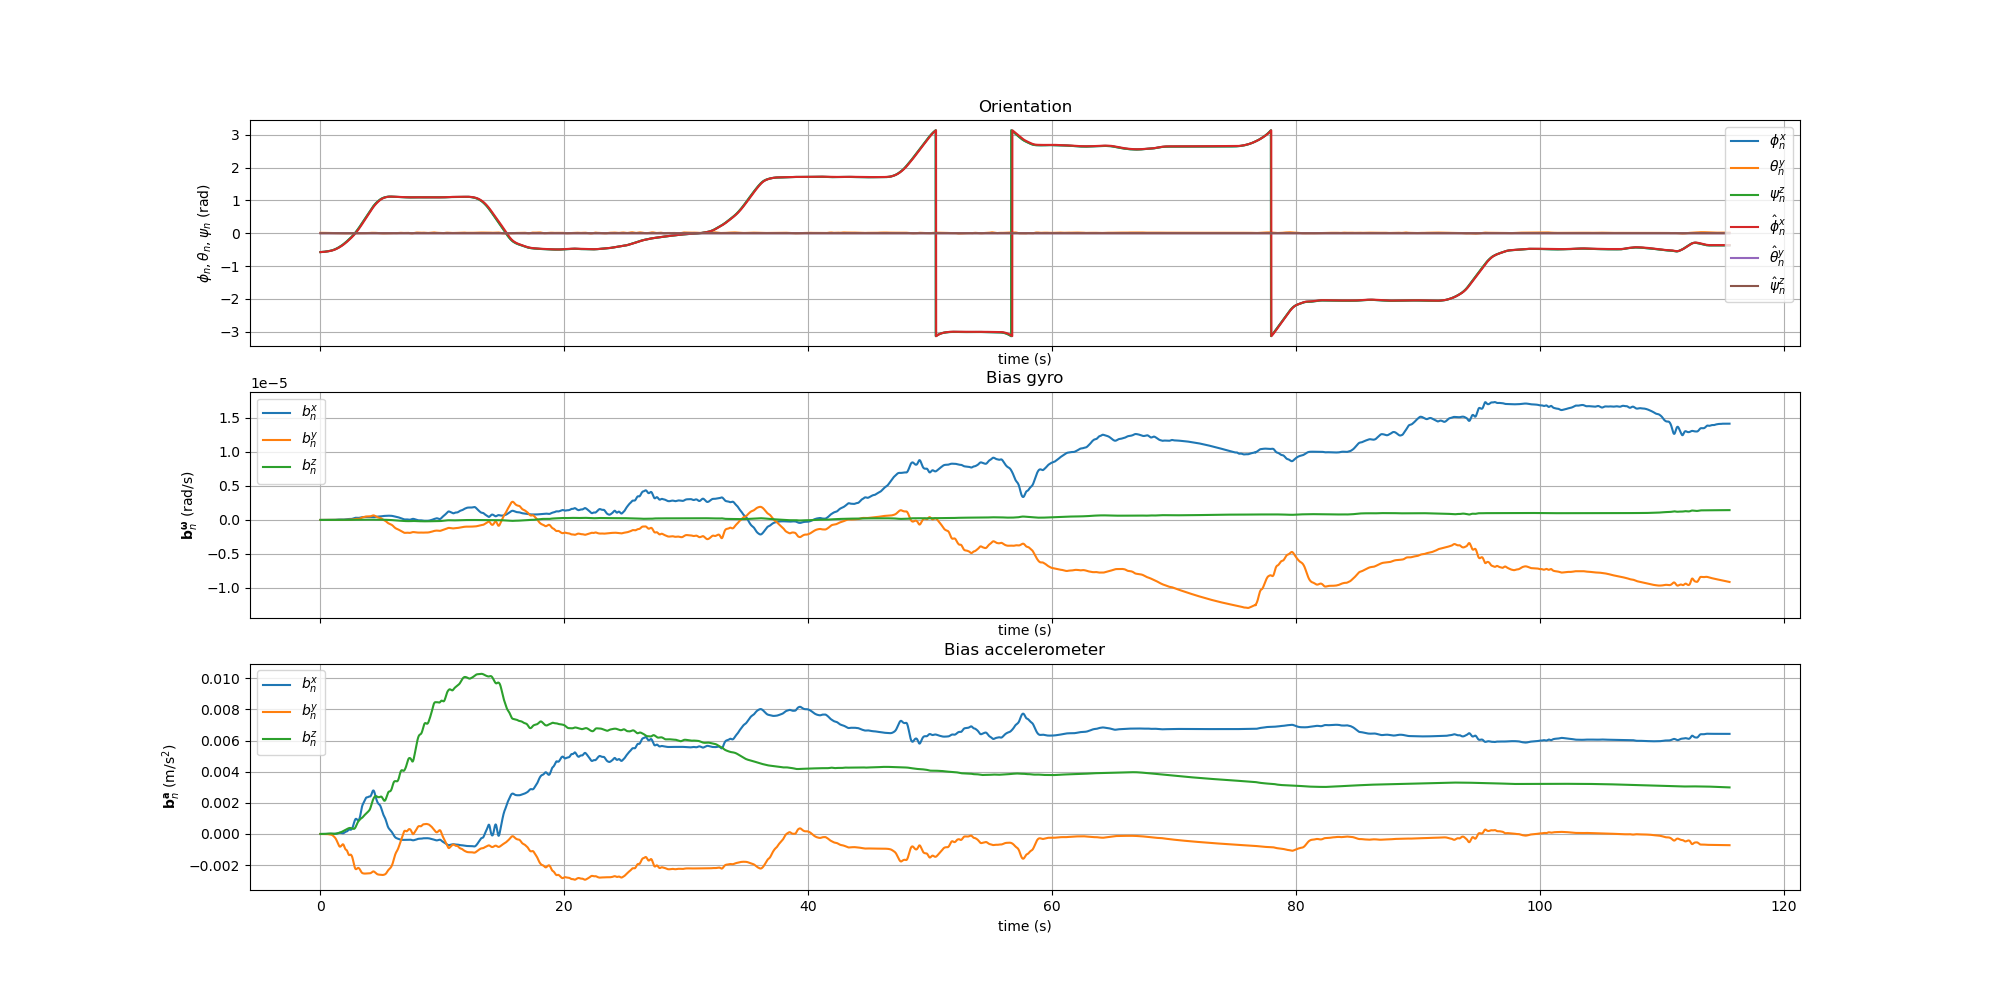 Orientation
ϕₙ, θₙ, ψₙ (rad)
3
2
1
0
−1
−2
−3
ϕₙˣ
θₙʸ
ψₙᶻ
ϕ̂ₙˣ
θ̂ₙʸ
ψ̂ₙᶻ
time (s)
Bias gyro
1e−5
bₙ^ω (rad/s)
1.5
1.0
0.5
0.0
−0.5
−1.0
bₙˣ
bₙʸ
bₙᶻ
time (s)
Bias accelerometer
bₙᵃ (m/s²)
0.010
0.008
0.006
0.004
0.002
0.000
−0.002
bₙˣ
bₙʸ
bₙᶻ
0 20 40 60 80 100 120
time (s)